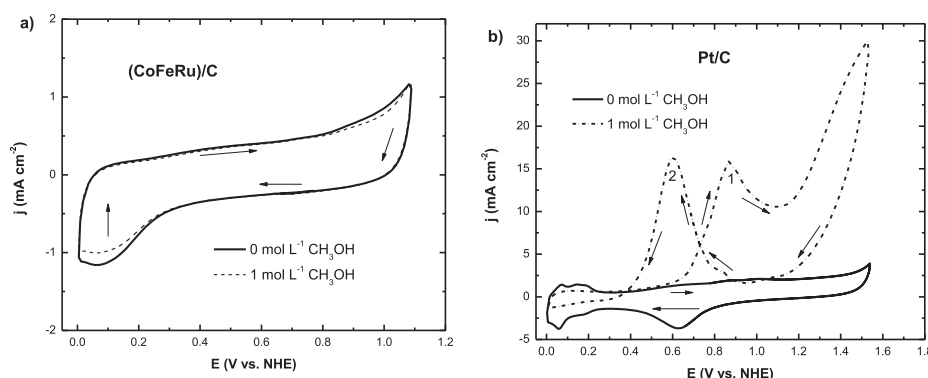 a)
(CoFeRu)/C
0 mol L⁻¹ CH₃OH
1 mol L⁻¹ CH₃OH
j (mA cm⁻²)
2
1
0
-1
-2
0.0 0.2 0.4 0.6 0.8 1.0 1.2
E (V vs. NHE)
b)
Pt/C
0 mol L⁻¹ CH₃OH
1 mol L⁻¹ CH₃OH
2
1
j (mA cm⁻²)
30
25
20
15
10
5
0
-5
0.0 0.2 0.4 0.6 0.8 1.0 1.2 1.4 1.6 1.8
E (V vs. NHE)